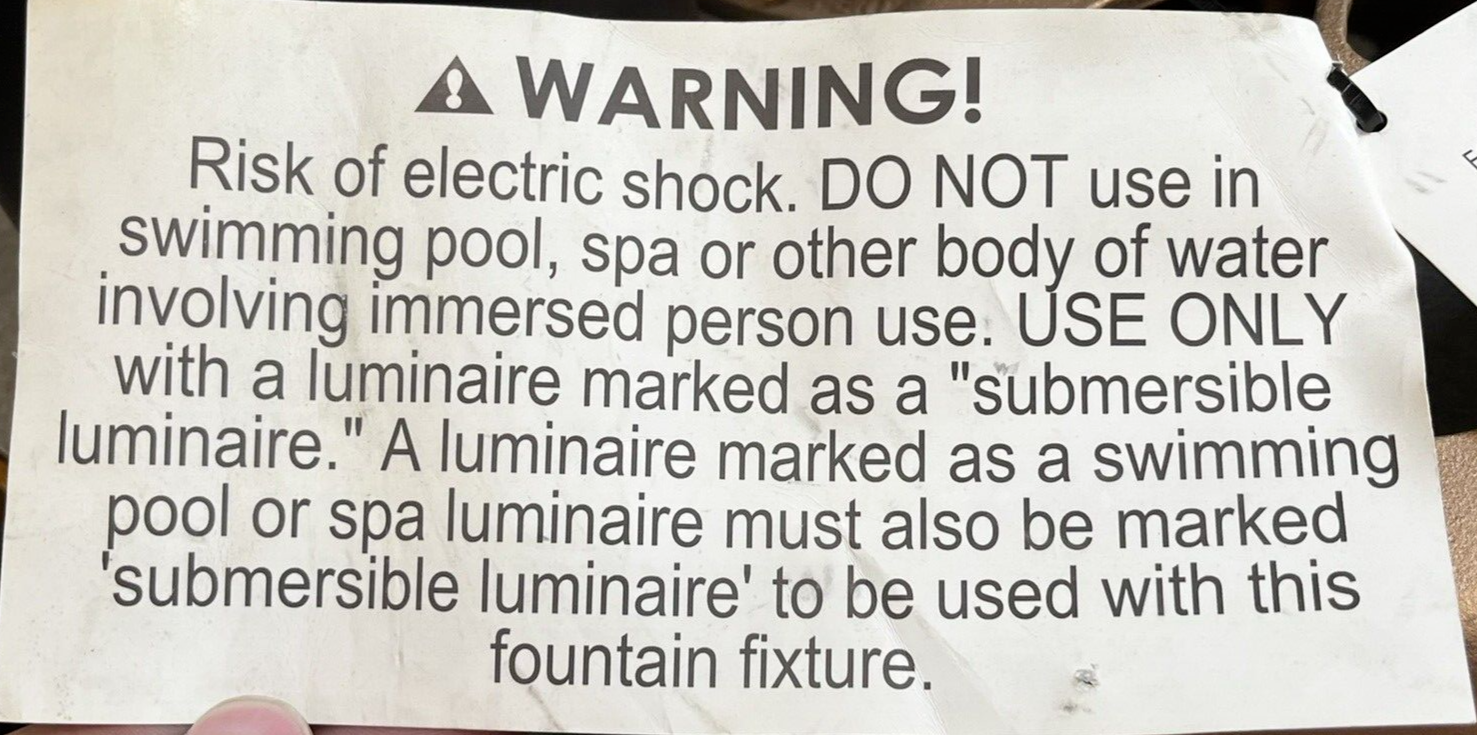 WARNING!
Risk of electric shock. DO NOT use in
swimming pool, spa or other body of water
involving immersed person use. USE ONLY
with a luminaire marked as a "submersible
luminaire." A luminaire marked as a swimming
pool or spa luminaire must also be marked
'submersible luminaire' to be used with this
fountain fixture.